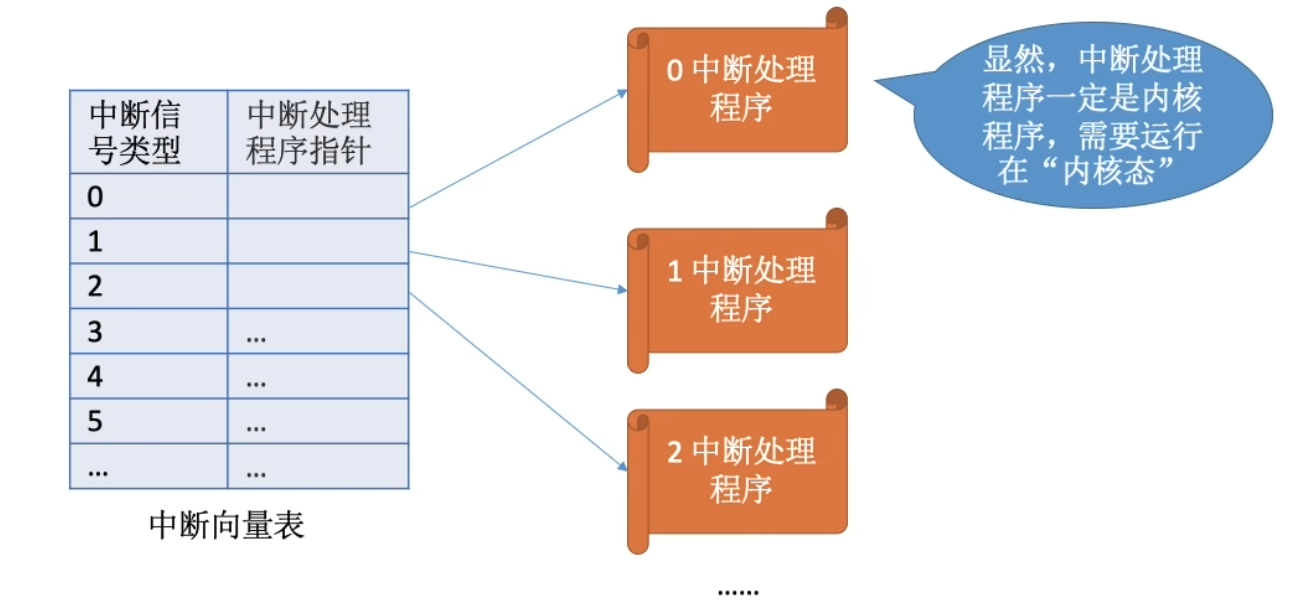 中断信
号类型
中断处理
程序指针
0
1
2
3
...
4
...
5
...
...
...
中断向量表
0 中断处理
程序
1 中断处理
程序
2 中断处理
程序
......
显然，中断处理
程序一定是内核
程序，需要运行
在“内核态”